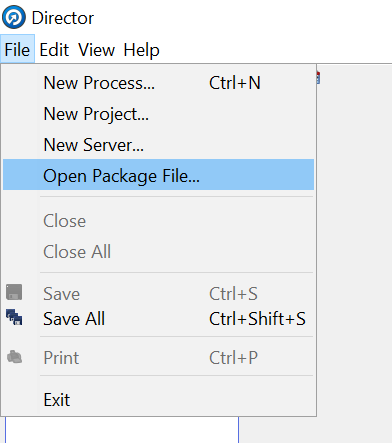 Director
File Edit View Help
New Process... Ctrl+N
New Project...
New Server...
Open Package File...
Close
Close All
Save Ctrl+S
Save All Ctrl+Shift+S
Print Ctrl+P
Exit